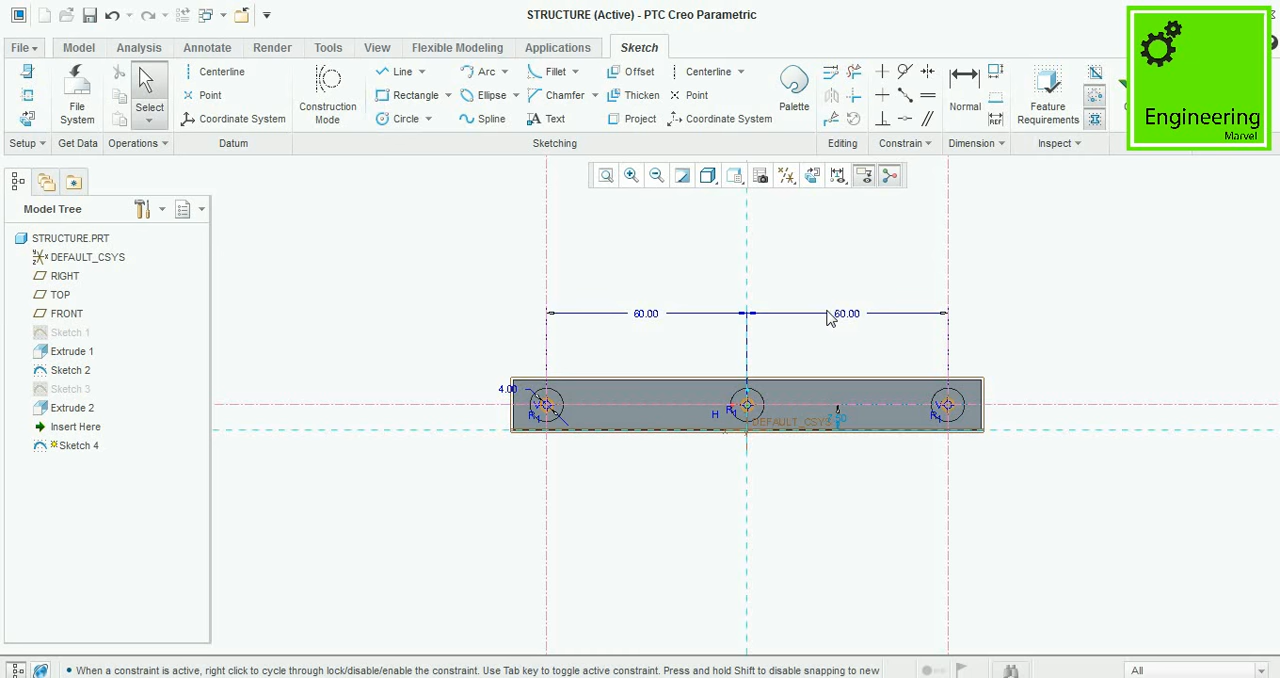 STRUCTURE (Active) - PTC Creo Parametric
File Model Analysis Annotate Render Tools View Flexible Modeling Applications Sketch
Centerline Line Arc Fillet Offset Centerline
Point Rectangle Ellipse Chamfer Thicken Point
File System Select Coordinate System Construction Mode Circle Spline Text Project Coordinate System Palette Normal Feature Requirements
Setup Get Data Operations Datum Sketching Editing Constrain Dimension Inspect
Engineering
Marvel
Model Tree
STRUCTURE.PRT
DEFAULT_CSYS
RIGHT
TOP
FRONT
Sketch 1
Extrude 1
Sketch 2
Sketch 3
Extrude 2
Insert Here
Sketch 4
60.00 60.00
4.00
V R1 H R1 V R1
DEFAULT_CSYS
• When a constraint is active, right click to cycle through lock/disable/enable the constraint. Use Tab key to toggle active constraint. Press and hold Shift to disable snapping to new
All